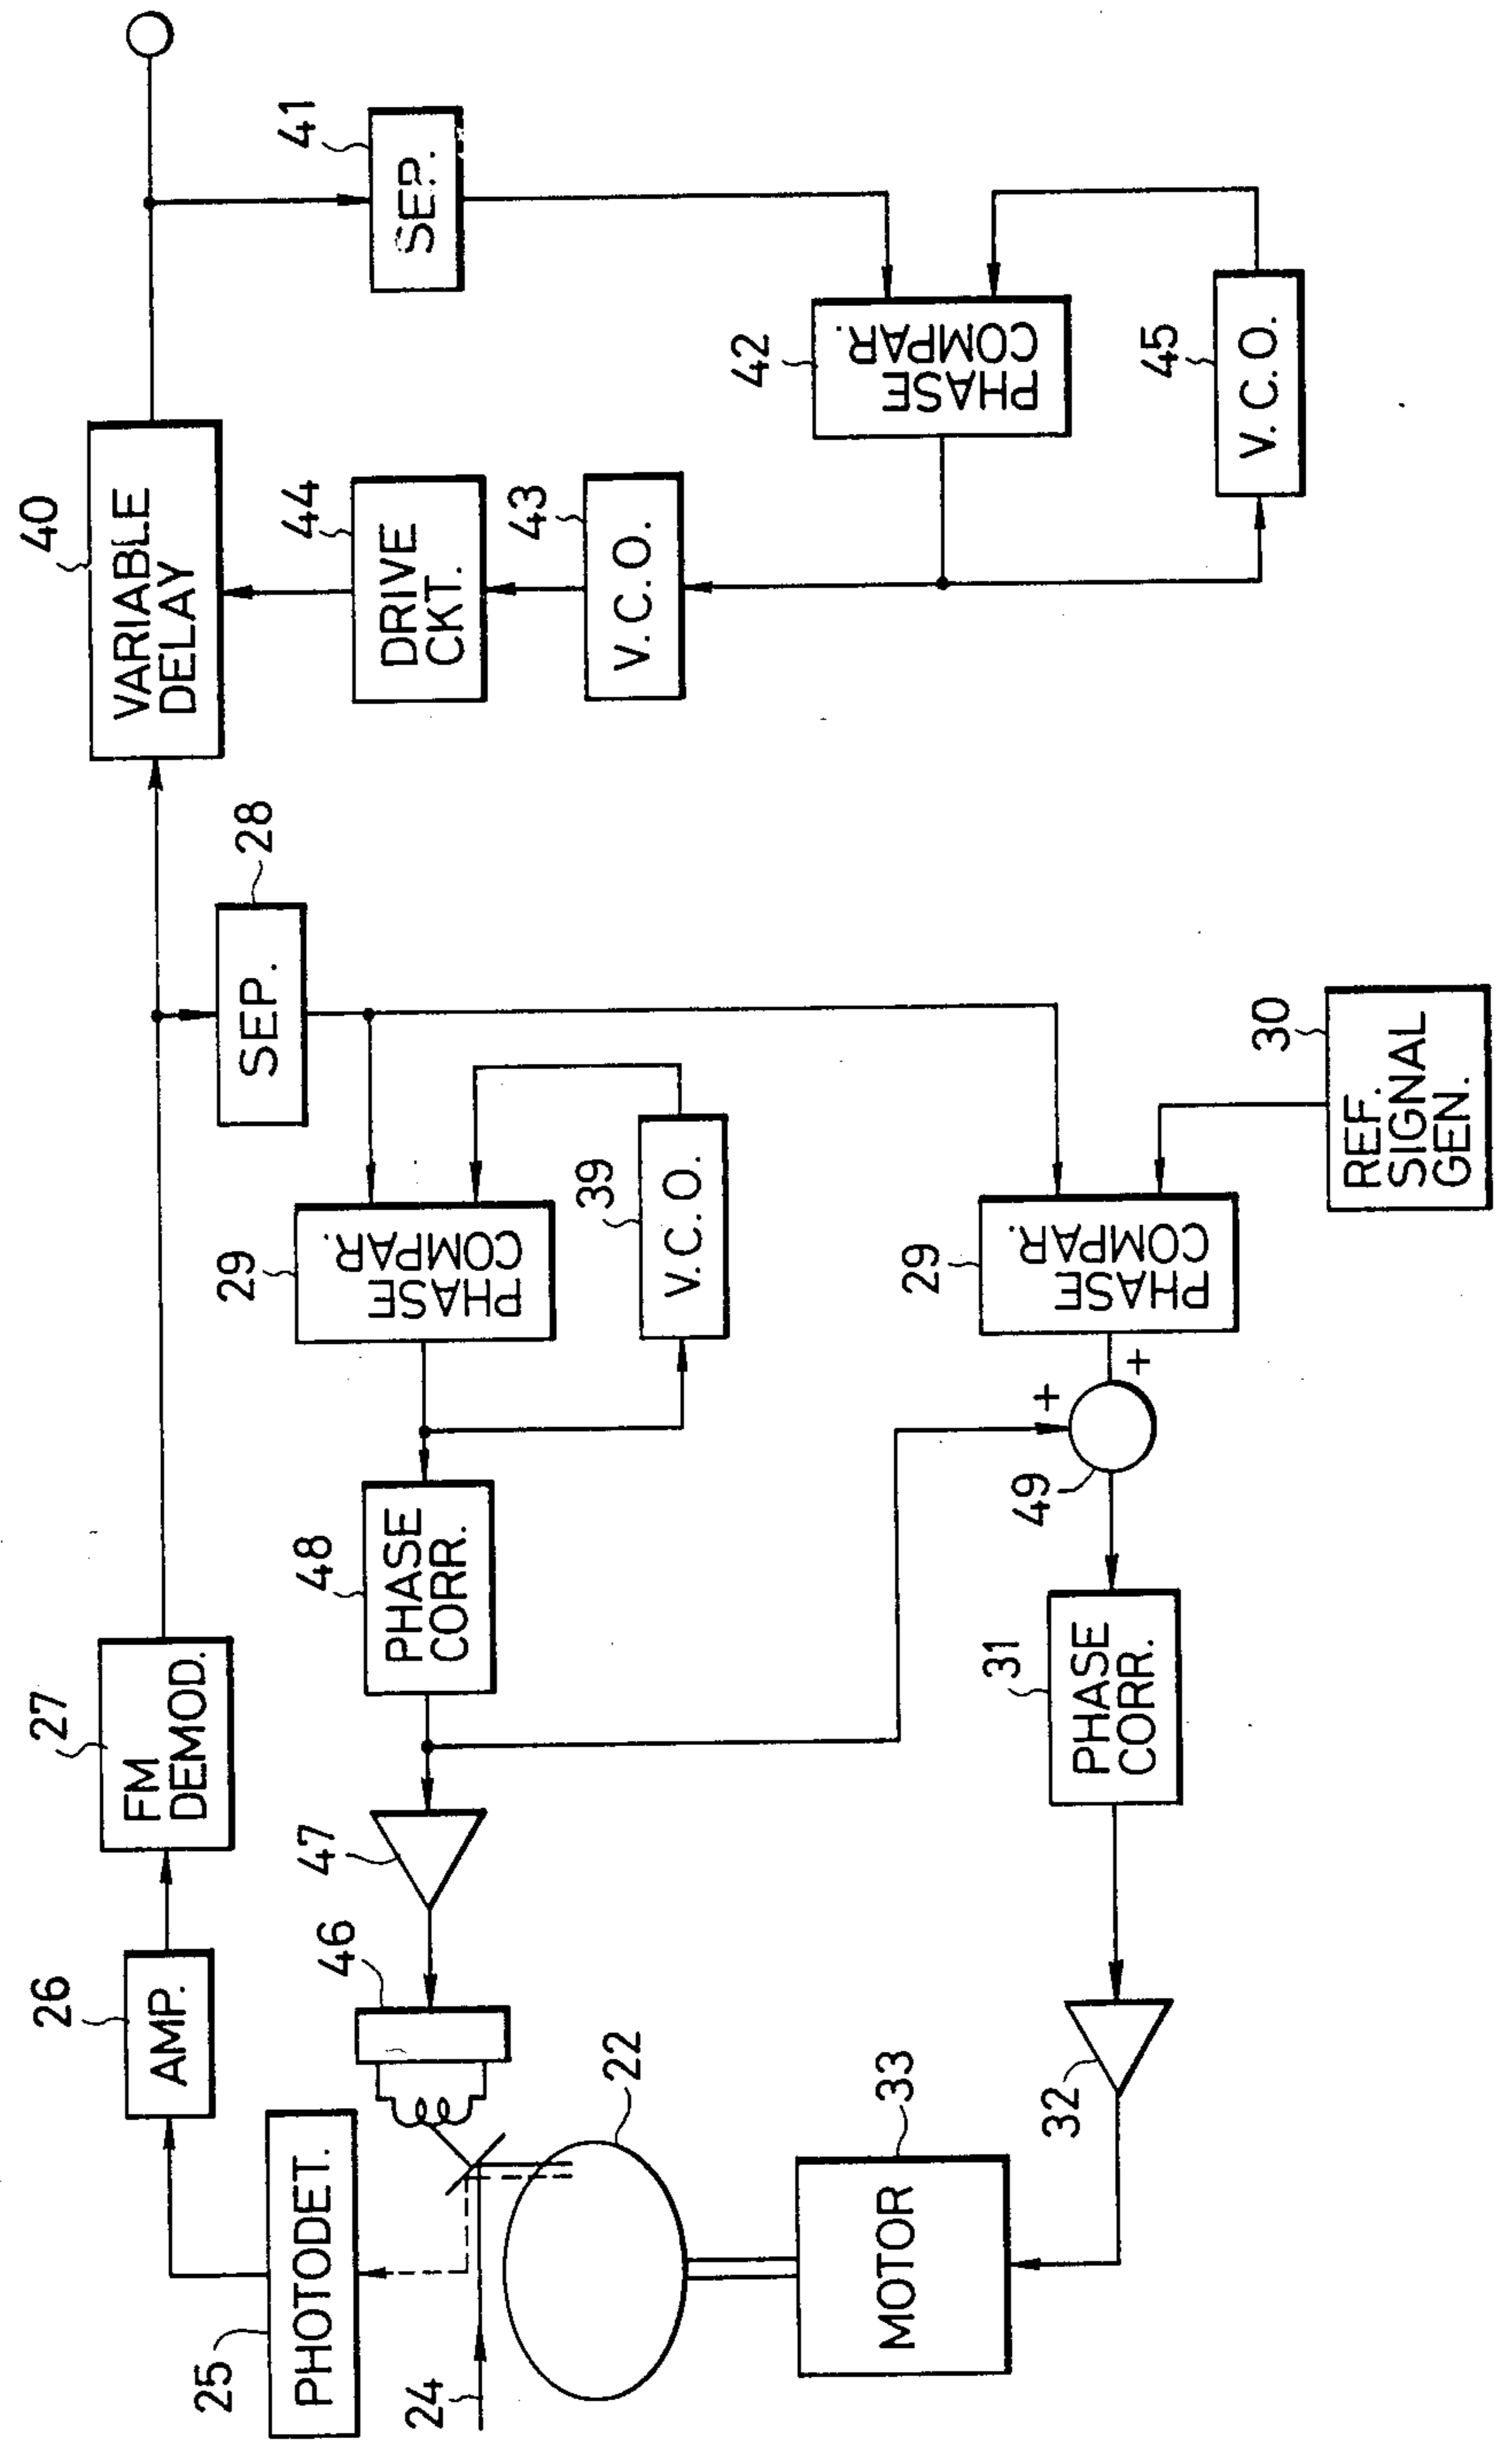 25
PHOTODET.
26
AMP.
27
FM
DEMOD.
28
SEP.
40
VARIABLE
DELAY
41
SEP.
24
22
46
47
48
PHASE
CORR.
29
PHASE
COMPAR.
39
V.C.O.
44
DRIVE
CKT.
43
V.C.O.
42
PHASE
COMPAR.
45
V.C.O.
33
MOTOR
32
31
PHASE
CORR.
49
+
+
29
PHASE
COMPAR.
30
REF.
SIGNAL
GEN.